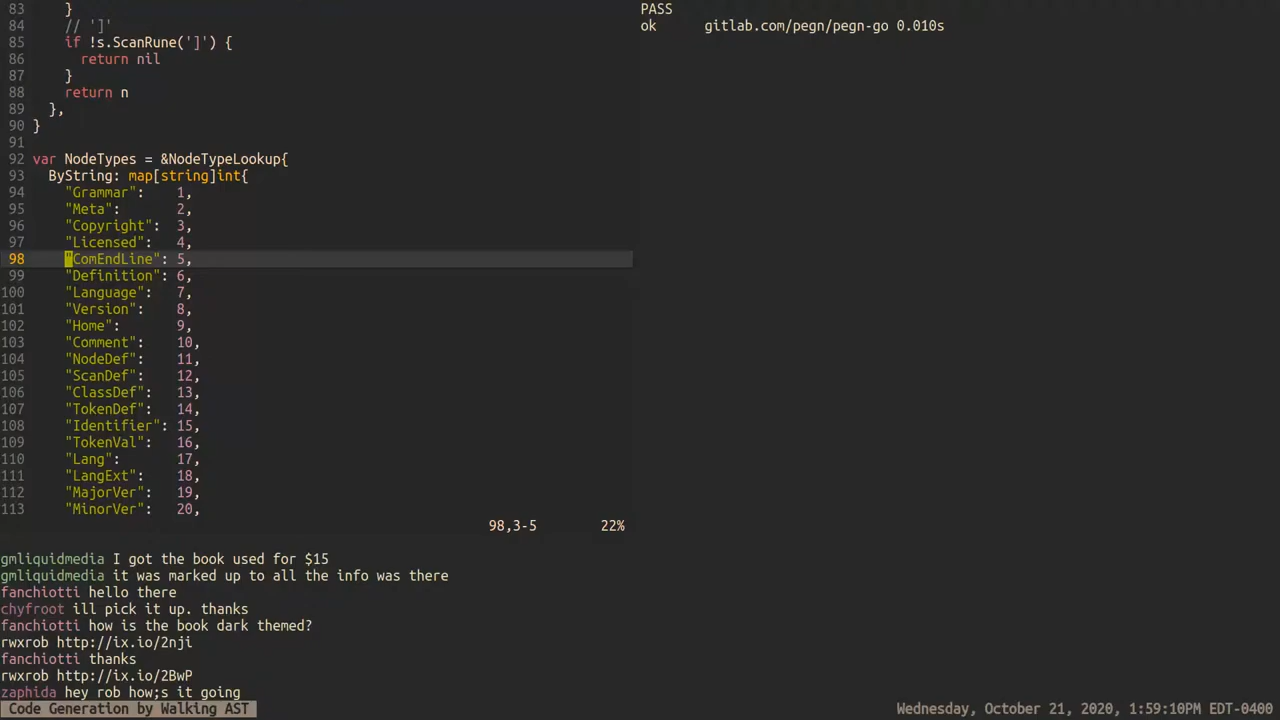 83     }
84     // ']'
85     if !s.ScanRune(']') {
86       return nil
87     }
88     return n
89   },
90 }
91
92 var NodeTypes = &NodeTypeLookup{
93   ByString: map[string]int{
94     "Grammar":    1,
95     "Meta":       2,
96     "Copyright":  3,
97     "Licensed":   4,
98     "ComEndLine": 5,
99     "Definition": 6,
100     "Language":   7,
101     "Version":    8,
102     "Home":       9,
103     "Comment":    10,
104     "NodeDef":    11,
105     "ScanDef":    12,
106     "ClassDef":   13,
107     "TokenDef":   14,
108     "Identifier": 15,
109     "TokenVal":   16,
110     "Lang":       17,
111     "LangExt":    18,
112     "MajorVer":   19,
113     "MinorVer":   20,
98,3-5 22%
PASS
ok gitlab.com/pegn/pegn-go 0.010s
gmliquidmedia I got the book used for $15
gmliquidmedia it was marked up to all the info was there
fanchiotti hello there
chyfroot ill pick it up. thanks
fanchiotti how is the book dark themed?
rwxrob http://ix.io/2nji
fanchiotti thanks
rwxrob http://ix.io/2BwP
zaphida hey rob how;s it going
Code Generation by Walking AST
Wednesday, October 21, 2020, 1:59:10PM EDT-0400